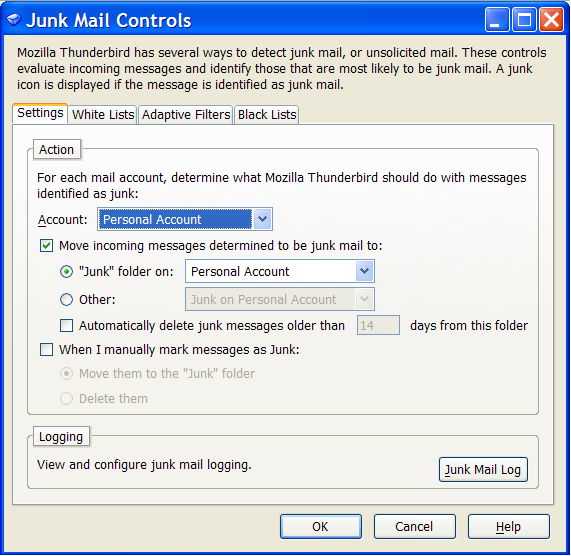 Junk Mail Controls
Mozilla Thunderbird has several ways to detect junk mail, or unsolicited mail. These controls
evaluate incoming messages and identify those that are most likely to be junk mail. A junk
icon is displayed if the message is identified as junk mail.
Settings White Lists Adaptive Filters Black Lists
Action
For each mail account, determine what Mozilla Thunderbird should do with messages
identified as junk:
Account: Personal Account
Move incoming messages determined to be junk mail to:
"Junk" folder on: Personal Account
Other: Junk on Personal Account
Automatically delete junk messages older than 14 days from this folder
When I manually mark messages as Junk:
Move them to the "Junk" folder
Delete them
Logging
View and configure junk mail logging.
Junk Mail Log
OK Cancel Help